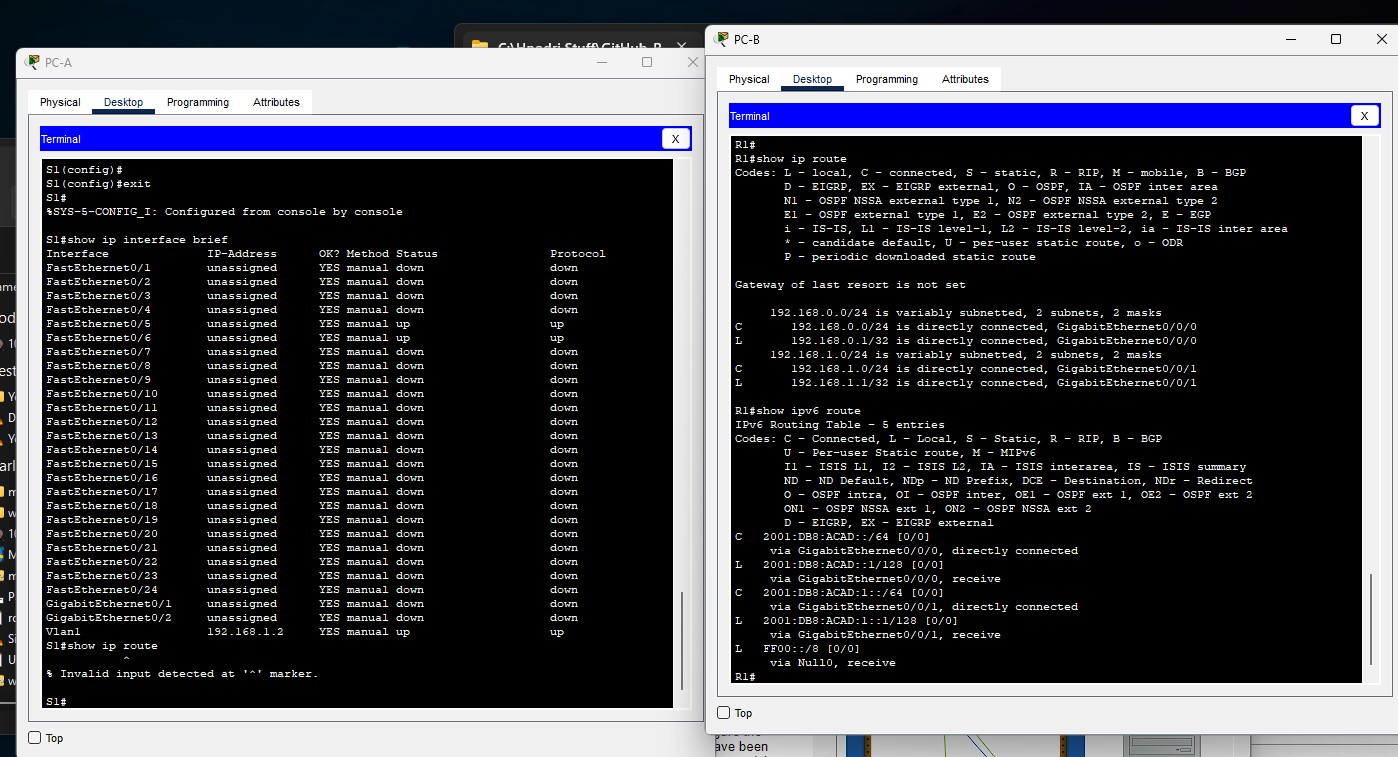 C:\Hnadri Stuff\GitHub_R
PC-A
Physical Desktop Programming Attributes
Terminal X
S1(config)#
S1(config)#exit
S1#
%SYS-5-CONFIG_I: Configured from console by console
S1#show ip interface brief
Interface IP-Address OK? Method Status Protocol
FastEthernet0/1 unassigned YES manual down down
FastEthernet0/2 unassigned YES manual down down
FastEthernet0/3 unassigned YES manual down down
FastEthernet0/4 unassigned YES manual down down
FastEthernet0/5 unassigned YES manual up up
FastEthernet0/6 unassigned YES manual up up
FastEthernet0/7 unassigned YES manual down down
FastEthernet0/8 unassigned YES manual down down
FastEthernet0/9 unassigned YES manual down down
FastEthernet0/10 unassigned YES manual down down
FastEthernet0/11 unassigned YES manual down down
FastEthernet0/12 unassigned YES manual down down
FastEthernet0/13 unassigned YES manual down down
FastEthernet0/14 unassigned YES manual down down
FastEthernet0/15 unassigned YES manual down down
FastEthernet0/16 unassigned YES manual down down
FastEthernet0/17 unassigned YES manual down down
FastEthernet0/18 unassigned YES manual down down
FastEthernet0/19 unassigned YES manual down down
FastEthernet0/20 unassigned YES manual down down
FastEthernet0/21 unassigned YES manual down down
FastEthernet0/22 unassigned YES manual down down
FastEthernet0/23 unassigned YES manual down down
FastEthernet0/24 unassigned YES manual down down
GigabitEthernet0/1 unassigned YES manual down down
GigabitEthernet0/2 unassigned YES manual down down
Vlan1 192.168.1.2 YES manual up up
S1#show ip route
^
% Invalid input detected at '^' marker.
S1#
Top
PC-B
Physical Desktop Programming Attributes
Terminal X
R1#
R1#show ip route
Codes: L - local, C - connected, S - static, R - RIP, M - mobile, B - BGP
D - EIGRP, EX - EIGRP external, O - OSPF, IA - OSPF inter area
N1 - OSPF NSSA external type 1, N2 - OSPF NSSA external type 2
E1 - OSPF external type 1, E2 - OSPF external type 2, E - EGP
i - IS-IS, L1 - IS-IS level-1, L2 - IS-IS level-2, ia - IS-IS inter area
* - candidate default, U - per-user static route, o - ODR
P - periodic downloaded static route
Gateway of last resort is not set
192.168.0.0/24 is variably subnetted, 2 subnets, 2 masks
C 192.168.0.0/24 is directly connected, GigabitEthernet0/0/0
L 192.168.0.1/32 is directly connected, GigabitEthernet0/0/0
192.168.1.0/24 is variably subnetted, 2 subnets, 2 masks
C 192.168.1.0/24 is directly connected, GigabitEthernet0/0/1
L 192.168.1.1/32 is directly connected, GigabitEthernet0/0/1
R1#show ipv6 route
IPv6 Routing Table - 5 entries
Codes: C - Connected, L - Local, S - Static, R - RIP, B - BGP
U - Per-user Static route, M - MIPv6
I1 - ISIS L1, I2 - ISIS L2, IA - ISIS interarea, IS - ISIS summary
ND - ND Default, NDp - ND Prefix, DCE - Destination, NDr - Redirect
O - OSPF intra, OI - OSPF inter, OE1 - OSPF ext 1, OE2 - OSPF ext 2
ON1 - OSPF NSSA ext 1, ON2 - OSPF NSSA ext 2
D - EIGRP, EX - EIGRP external
C 2001:DB8:ACAD::/64 [0/0]
via GigabitEthernet0/0/0, directly connected
L 2001:DB8:ACAD::1/128 [0/0]
via GigabitEthernet0/0/0, receive
C 2001:DB8:ACAD:1::/64 [0/0]
via GigabitEthernet0/0/1, directly connected
L 2001:DB8:ACAD:1::1/128 [0/0]
via GigabitEthernet0/0/1, receive
L FF00::/8 [0/0]
via Null0, receive
R1#
Top
ave been